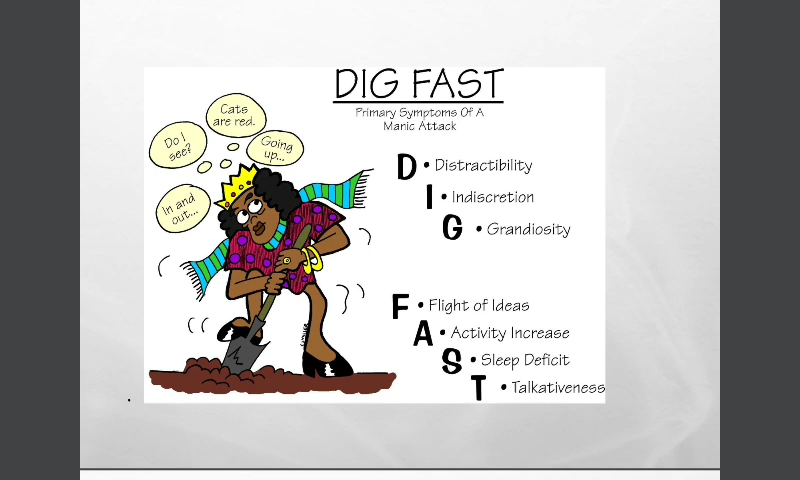 DIG FAST
Primary Symptoms Of A
Manic Attack
Cats
are red.
Do I
see?
Going
up...
In and
out...
D • Distractibility
I • Indiscretion
G • Grandiosity
F • Flight of Ideas
A • Activity Increase
S • Sleep Deficit
T • Talkativeness